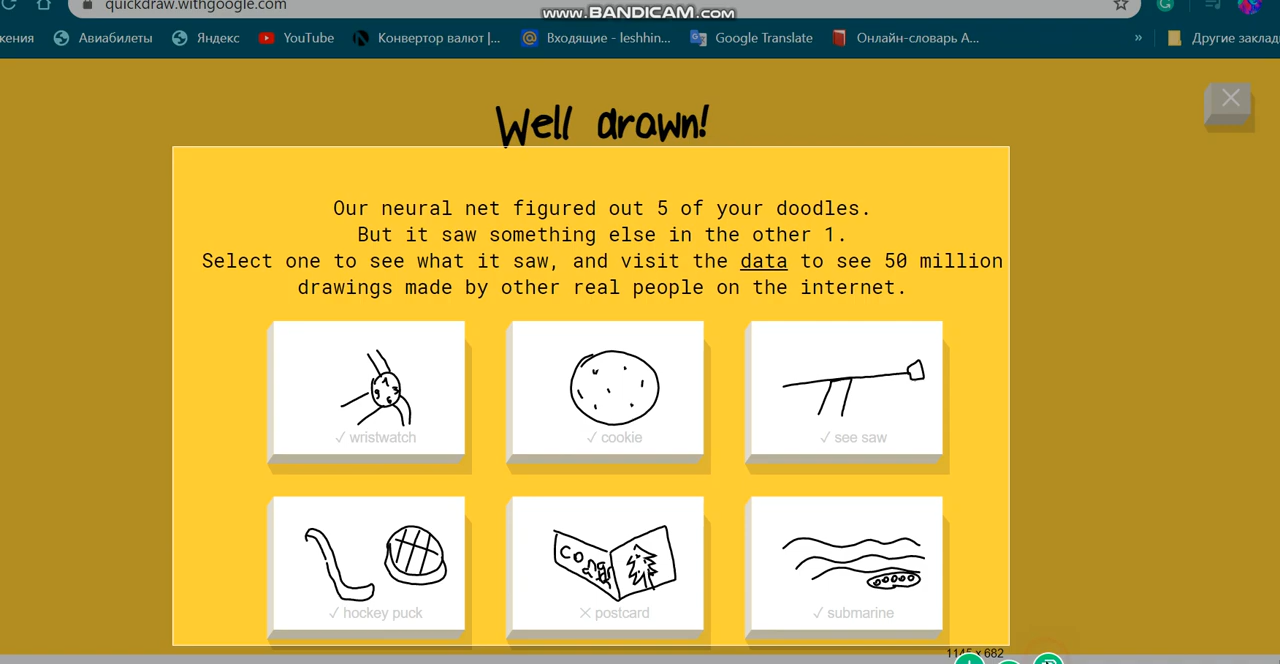 quickdraw.withgoogle.com
www.BANDICAM.com
жения
Авиабилеты
Яндекс
YouTube
Конвертор валют |...
Входящие - leshhin...
Google Translate
Онлайн-словарь А...
»
Другие заклад
Well drawn!
Our neural net figured out 5 of your doodles.
But it saw something else in the other 1.
Select one to see what it saw, and visit the data to see 50 million
drawings made by other real people on the internet.
✓ wristwatch
✓ cookie
✓ see saw
✓ hockey puck
✕ postcard
✓ submarine
1145 x 682